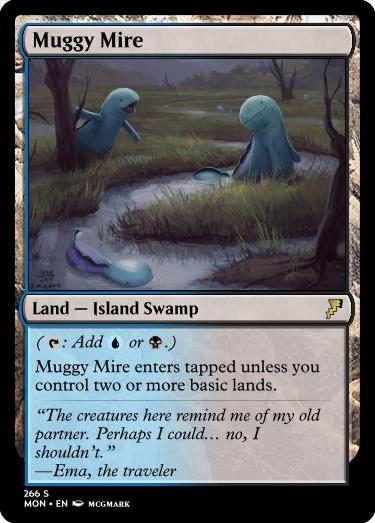 Muggy Mire
Land — Island Swamp
( : Add or .)
Muggy Mire enters tapped unless you
control two or more basic lands.
“The creatures here remind me of my old
partner. Perhaps I could… no, I
shouldn’t.”
—Ema, the traveler
266 S
MON • EN MCGMARK